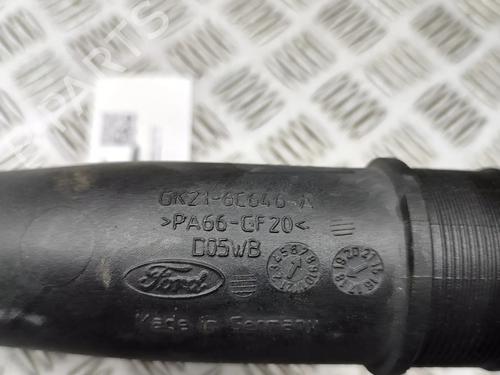 GK21-6C646-A
>PA66-GF20<
D05WB
Ford
Made in Germany